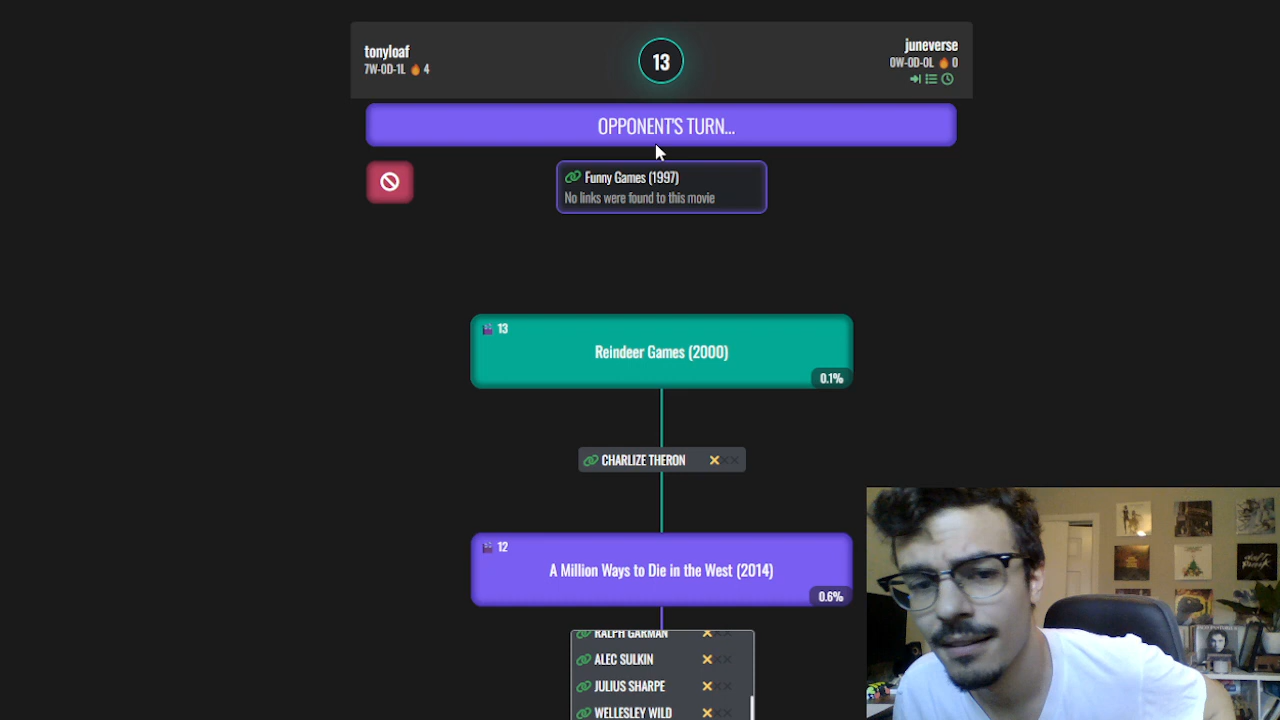 tonyloaf
7W-0D-1L 4
13
juneverse
0W-0D-0L 0
OPPONENT'S TURN...
Funny Games (1997)
No links were found to this movie
13
Reindeer Games (2000)
0.1%
CHARLIZE THERON
12
A Million Ways to Die in the West (2014)
0.6%
RALPH GARMAN
ALEC SULKIN
JULIUS SHARPE
WELLESLEY WILD